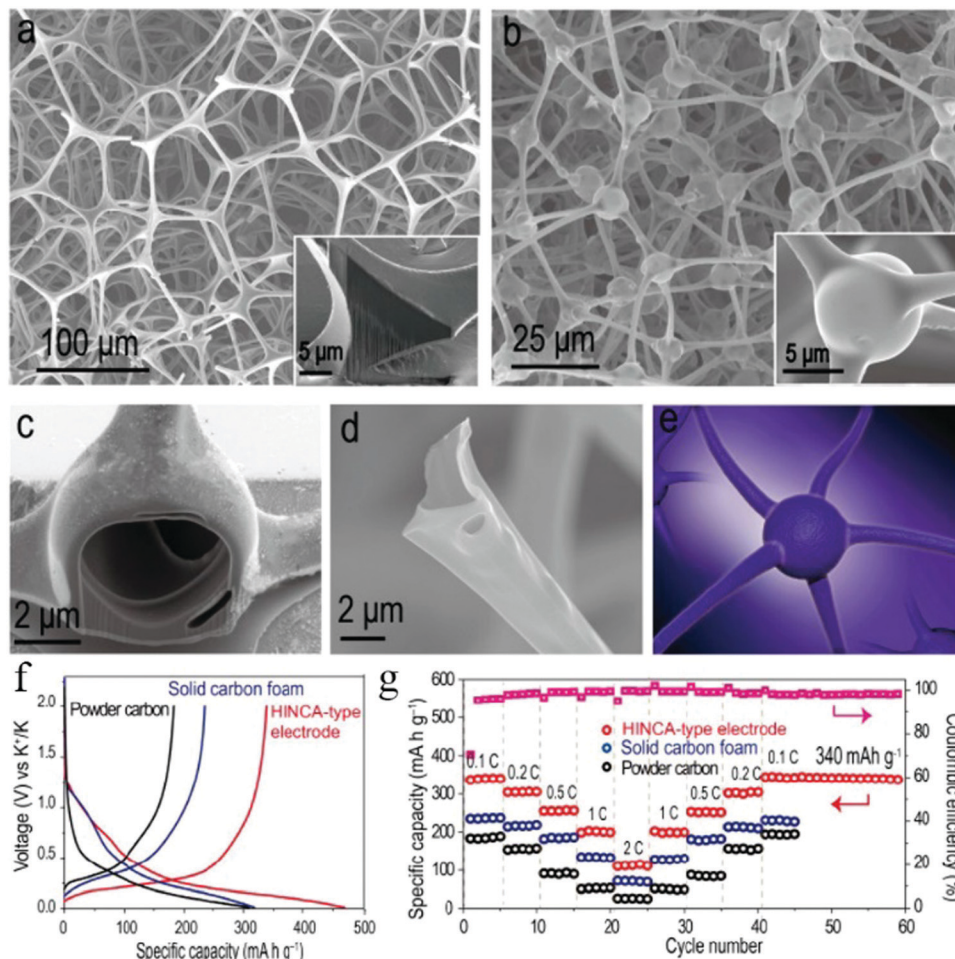 a
100 µm
5 µm
b
25 µm
5 µm
c
2 µm
d
2 µm
e
f
Solid carbon foam
Powder carbon
HINCA-type
electrode
Voltage (V) vs K⁺/K
2.0
1.5
1.0
0.5
0.0
0 100 200 300 400 500
Specific capacity (mA h g⁻¹)
g
Specific capacity (mA h g⁻¹)
600
500
400
300
200
100
0
HINCA-type electrode
Solid carbon foam
Powder carbon
0.1 C
0.2 C
0.5 C
1 C
2 C
1 C
0.5 C
0.2 C
0.1 C
340 mAh g⁻¹
100
80
60
40
20
0
Coulombic efficiency (%)
0 10 20 30 40 50 60
Cycle number